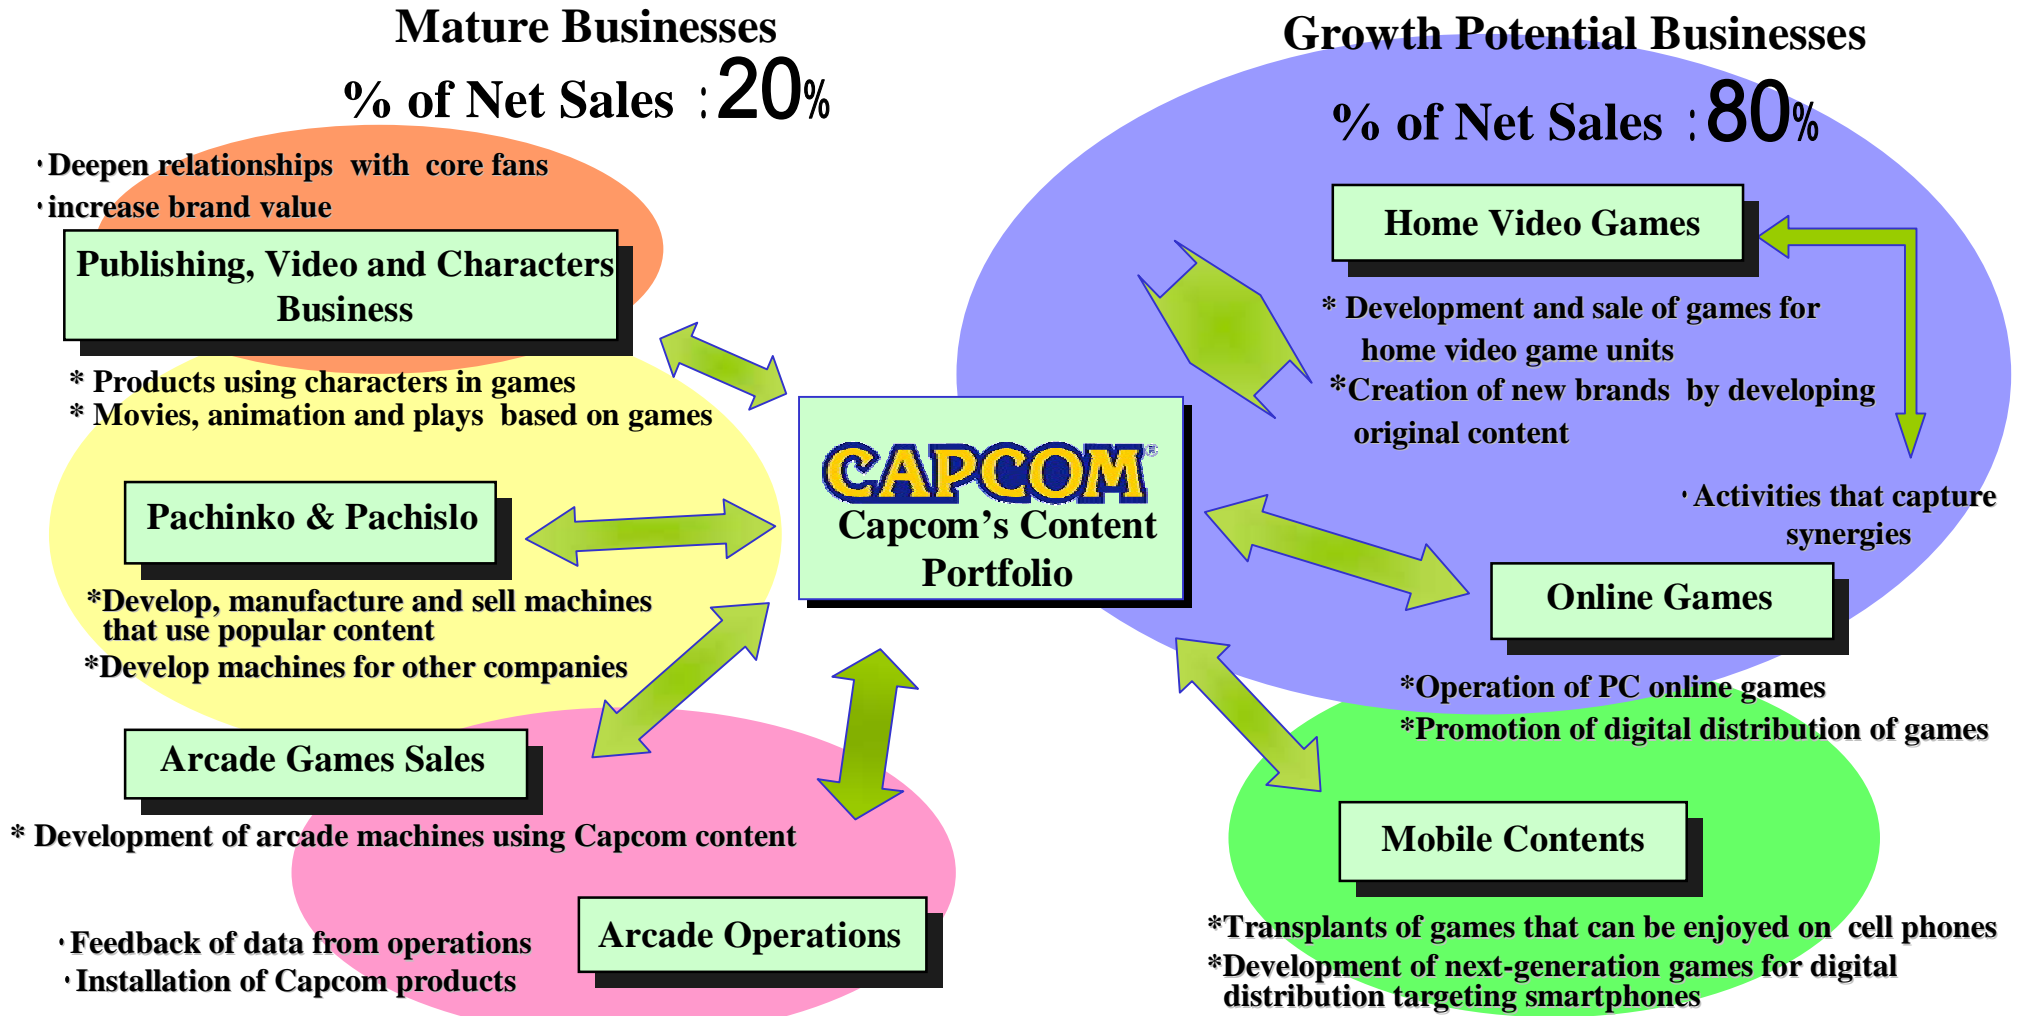 Mature Businesses
% of Net Sales :20%
・Deepen relationships with core fans
・increase brand value
Publishing, Video and Characters
Business
* Products using characters in games
* Movies, animation and plays based on games
Pachinko & Pachislo
*Develop, manufacture and sell machines
that use popular content
*Develop machines for other companies
Arcade Games Sales
* Development of arcade machines using Capcom content
Arcade Operations
・Feedback of data from operations
・Installation of Capcom products
CAPCOM®
Capcom’s Content
Portfolio
Growth Potential Businesses
% of Net Sales :80%
Home Video Games
* Development and sale of games for
home video game units
*Creation of new brands by developing
original content
・Activities that capture
synergies
Online Games
*Operation of PC online games
*Promotion of digital distribution of games
Mobile Contents
*Transplants of games that can be enjoyed on cell phones
*Development of next-generation games for digital
distribution targeting smartphones